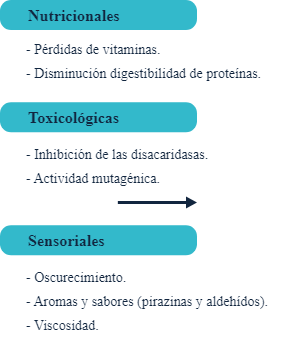 Nutricionales
- Pérdidas de vitaminas.
- Disminución digestibilidad de proteínas.
Toxicológicas
- Inhibición de las disacaridasas.
- Actividad mutagénica.
Sensoriales
- Oscurecimiento.
- Aromas y sabores (pirazinas y aldehídos).
- Viscosidad.